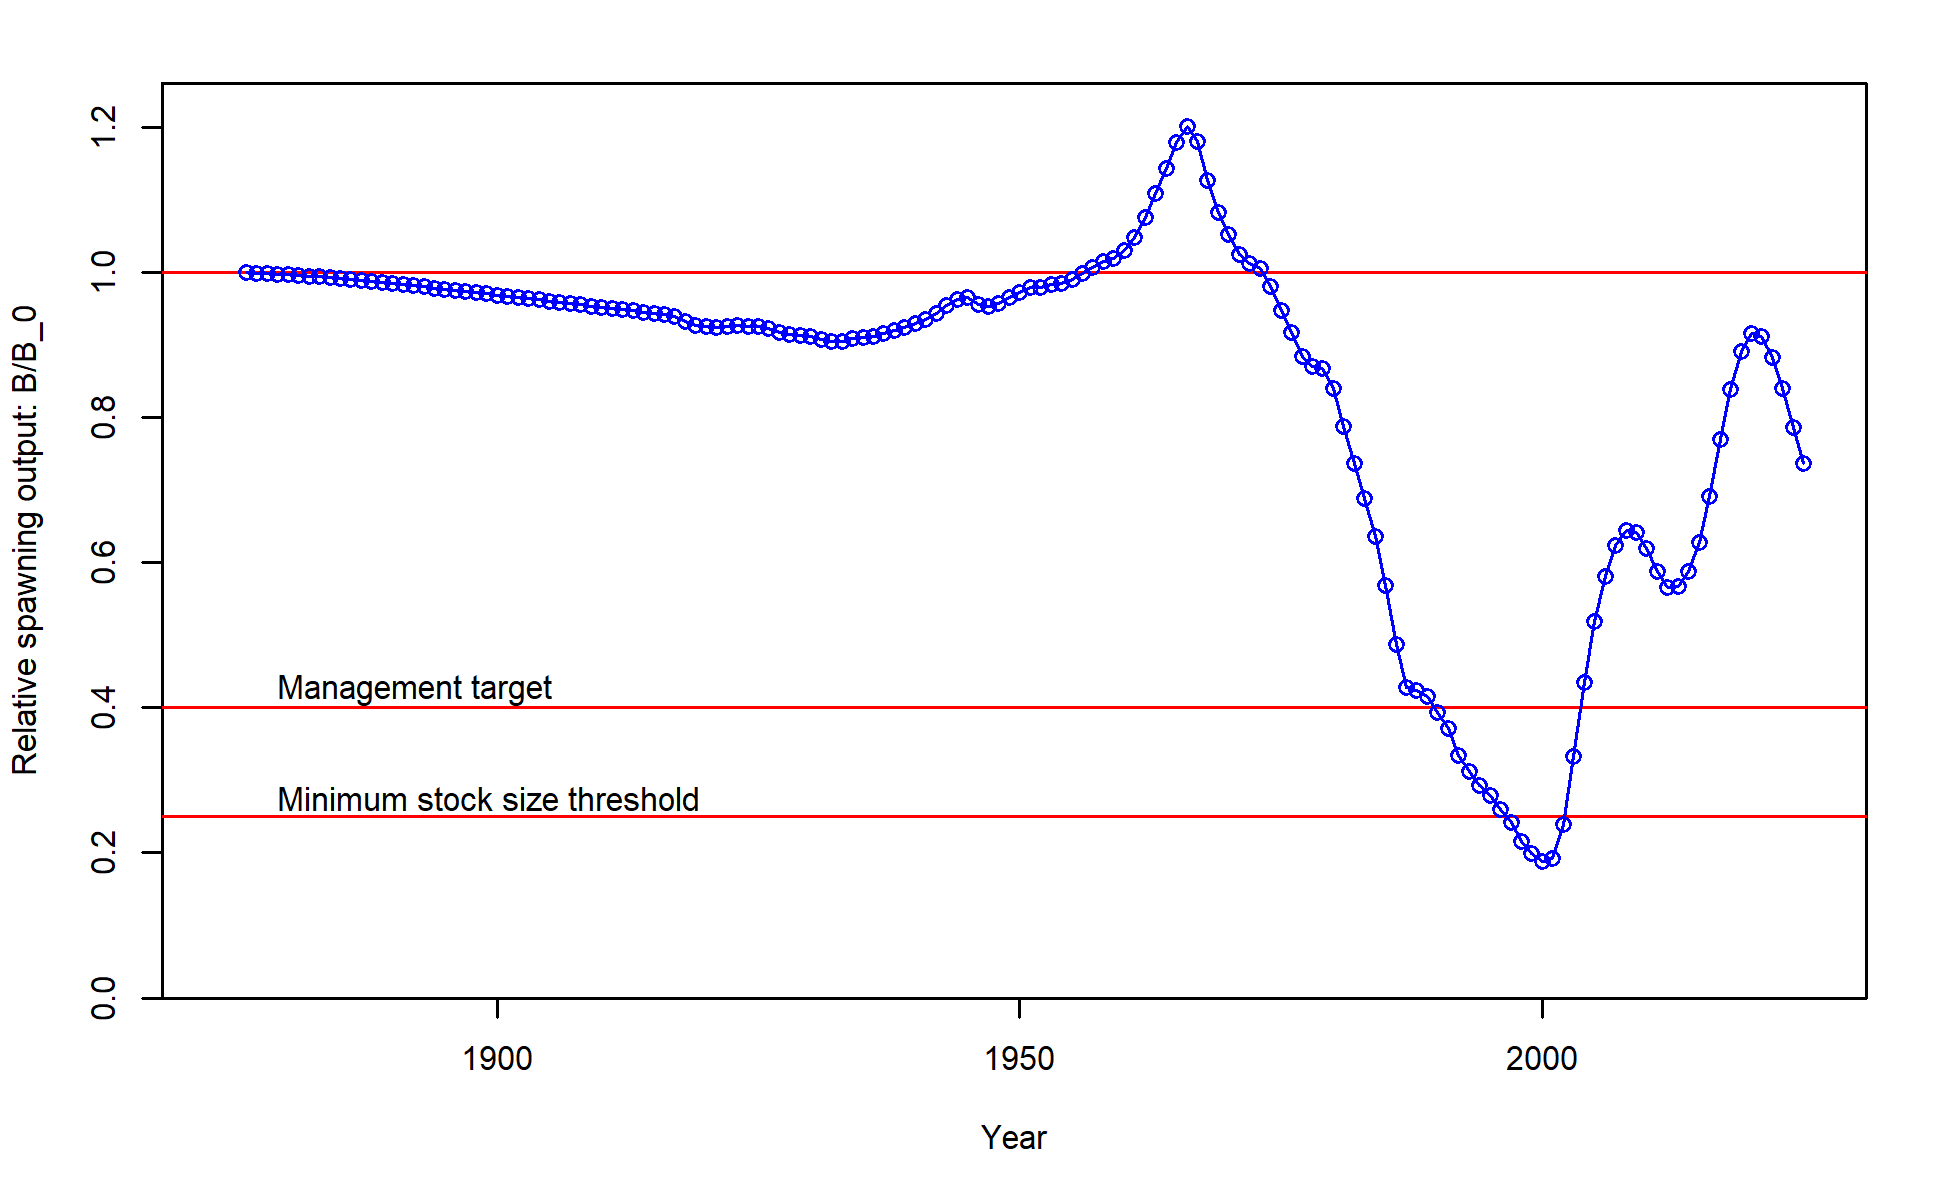 Relative spawning output: B/B_0
1.2
1.0
0.8
0.6
0.4
0.2
0.0
Management target
Minimum stock size threshold
1900 1950 2000
Year